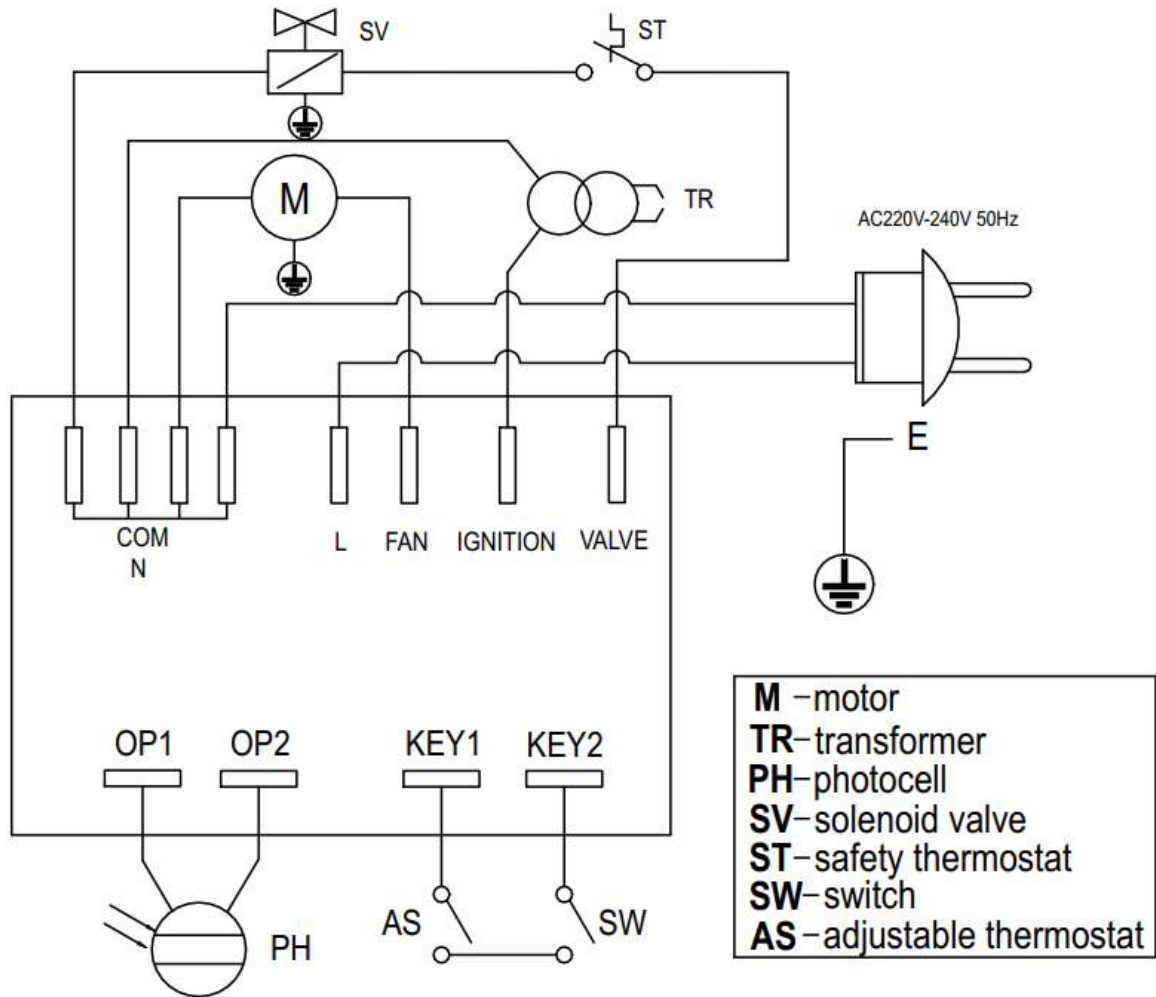 SV
ST
M
TR
AC220V-240V 50Hz
E
COM
N
L
FAN
IGNITION
VALVE
OP1
OP2
KEY1
KEY2
PH
AS
SW
M–motor
TR–transformer
PH–photocell
SV–solenoid valve
ST–safety thermostat
SW–switch
AS–adjustable thermostat